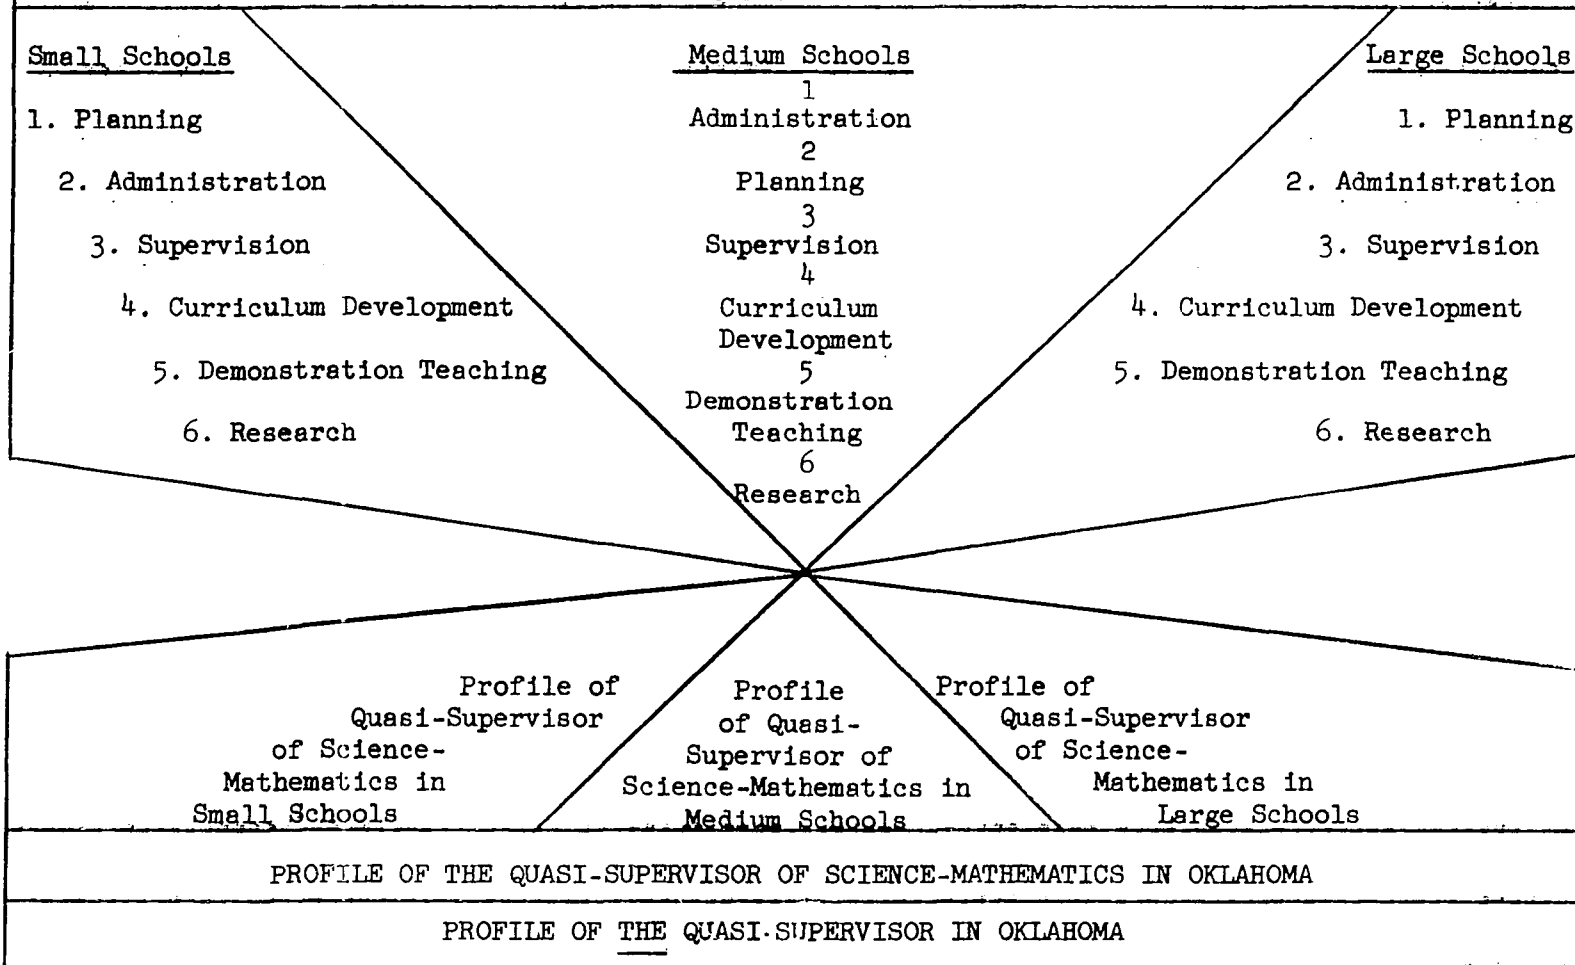 Small Schools
1. Planning
2. Administration
3. Supervision
4. Curriculum Development
5. Demonstration Teaching
6. Research
Medium Schools
1
Administration
2
Planning
3
Supervision
4
Curriculum
Development
5
Demonstration
Teaching
6
Research
Large Schools
1. Planning
2. Administration
3. Supervision
4. Curriculum Development
5. Demonstration Teaching
6. Research
Profile of
Quasi-Supervisor
of Science-
Mathematics in
Small Schools
Profile
of Quasi-
Supervisor of
Science-Mathematics in
Medium Schools
Profile of
Quasi-Supervisor
of Science-
Mathematics in
Large Schools
PROFILE OF THE QUASI-SUPERVISOR OF SCIENCE-MATHEMATICS IN OKLAHOMA
PROFILE OF THE QUASI-SUPERVISOR IN OKLAHOMA